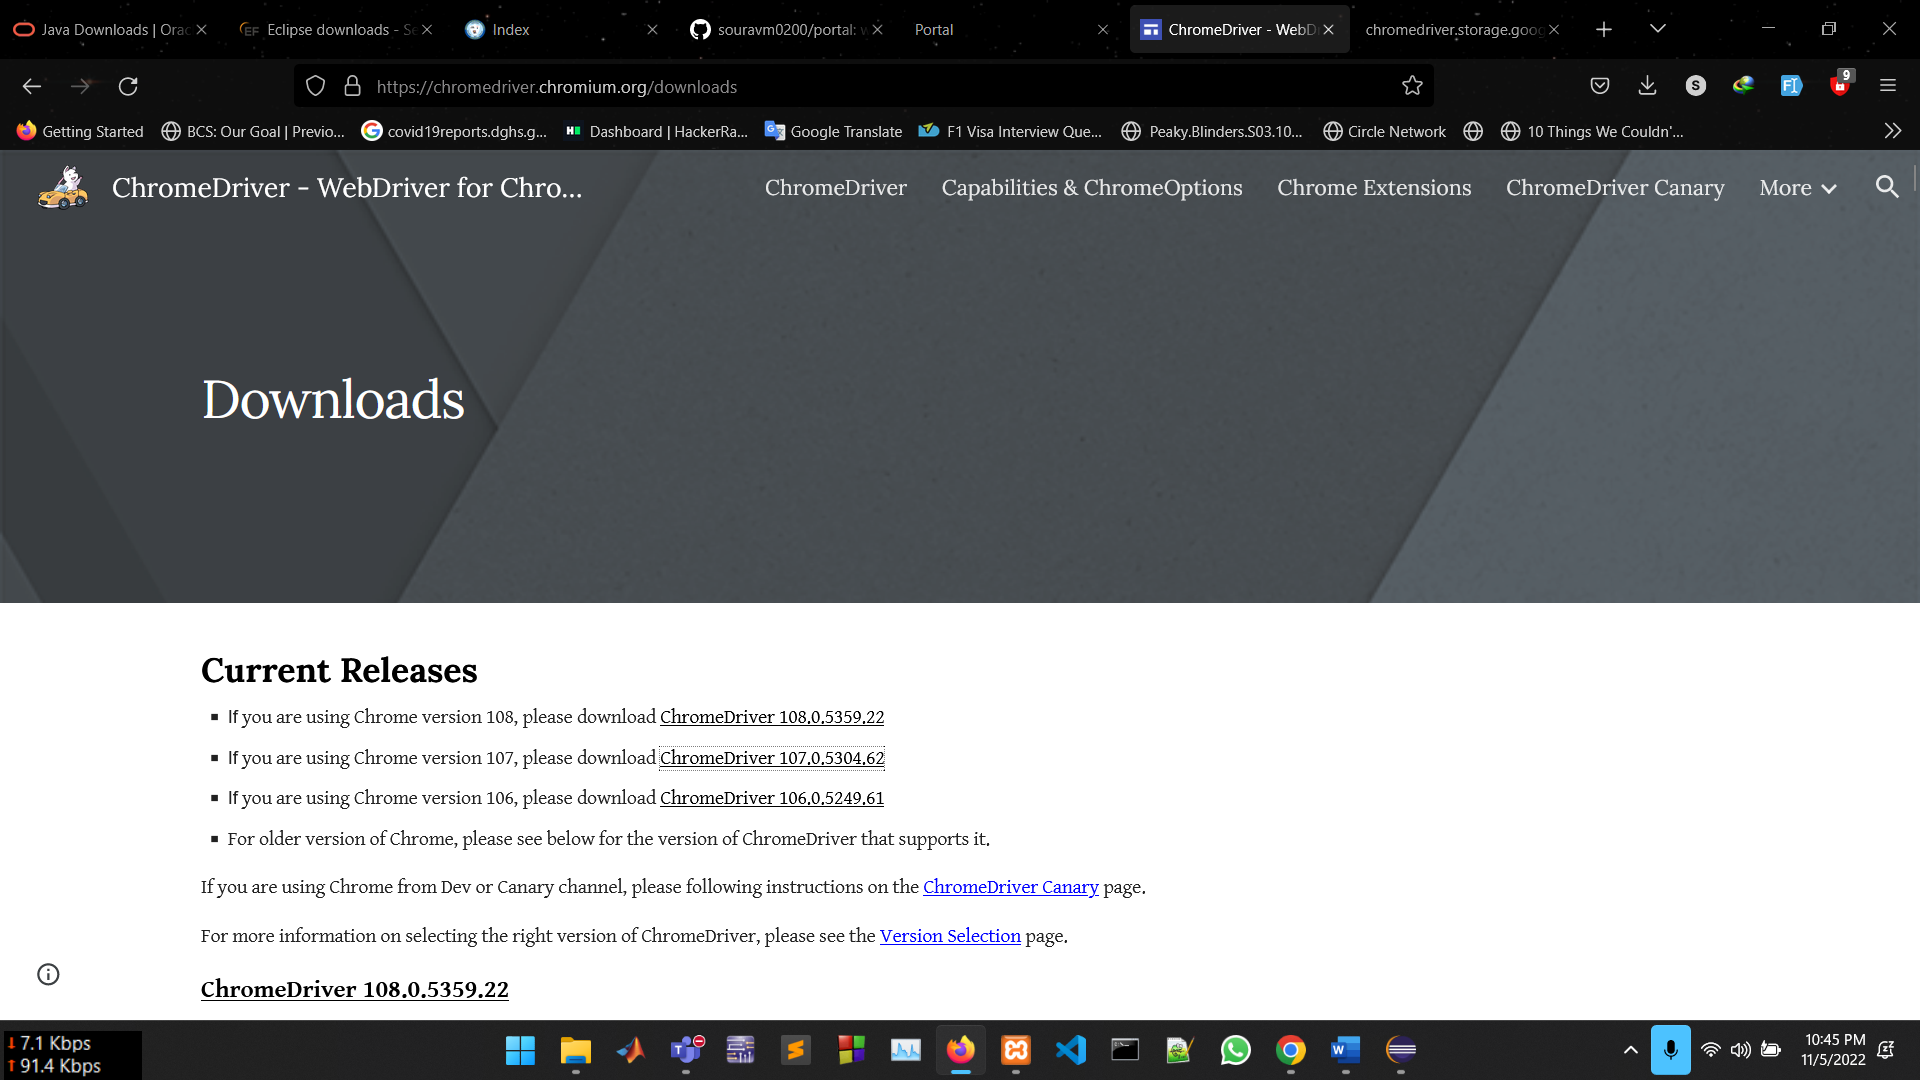 Java Downloads | Orac
Eclipse downloads - Se
Index
souravm0200/portal: w
Portal
ChromeDriver - WebDr
chromedriver.storage.goog
https://chromedriver.chromium.org/downloads
S
9
Getting Started
BCS: Our Goal | Previo...
covid19reports.dghs.g...
Dashboard | HackerRa...
Google Translate
F1 Visa Interview Que...
Peaky.Blinders.S03.10...
Circle Network
10 Things We Couldn'...
ChromeDriver - WebDriver for Chro...
ChromeDriver
Capabilities & ChromeOptions
Chrome Extensions
ChromeDriver Canary
More
Downloads
Current Releases
If you are using Chrome version 108, please download ChromeDriver 108.0.5359.22
If you are using Chrome version 107, please download ChromeDriver 107.0.5304.62
If you are using Chrome version 106, please download ChromeDriver 106.0.5249.61
For older version of Chrome, please see below for the version of ChromeDriver that supports it.
If you are using Chrome from Dev or Canary channel, please following instructions on the ChromeDriver Canary page.
For more information on selecting the right version of ChromeDriver, please see the Version Selection page.
ChromeDriver 108.0.5359.22
↓ 7.1 Kbps
↑ 91.4 Kbps
10:45 PM
11/5/2022